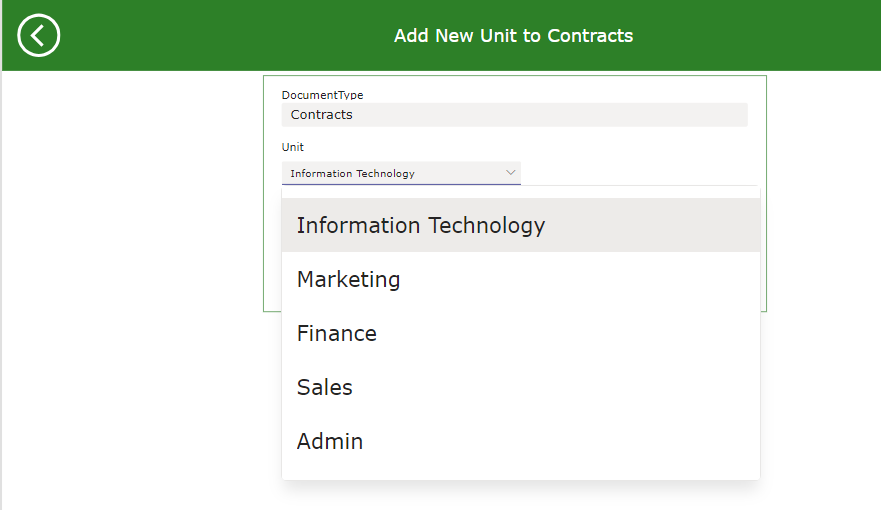 Add New Unit to Contracts
DocumentType
Contracts
Unit
Information Technology
Information Technology
Marketing
Finance
Sales
Admin